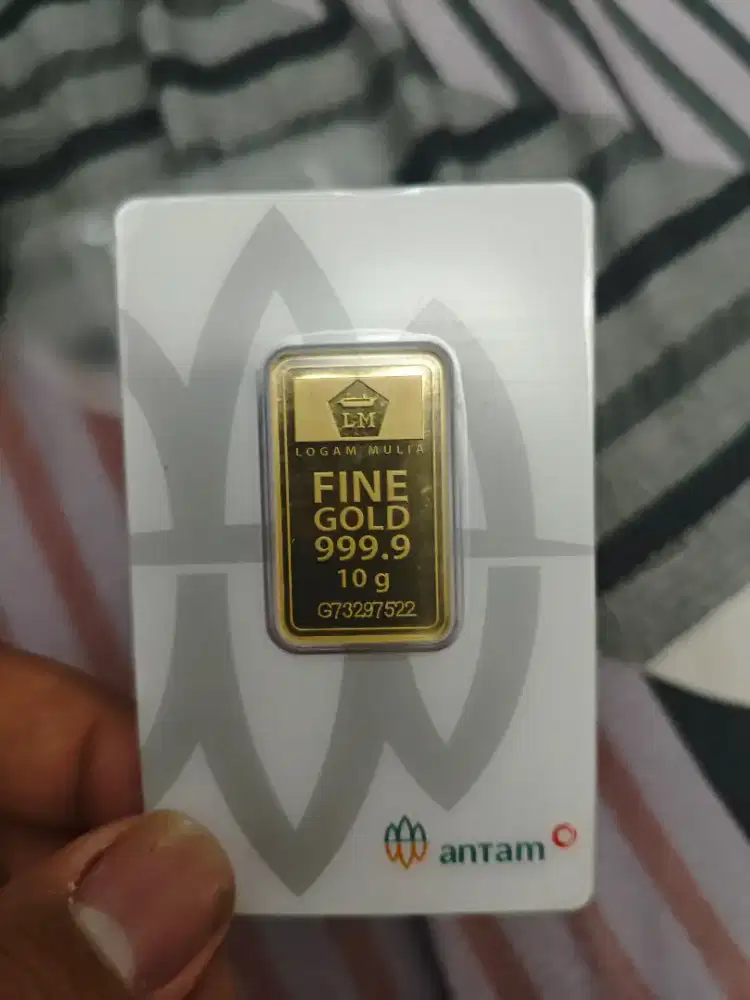 LM
LOGAM MULIA
FINE
GOLD
999.9
10 g
G73297522
antam